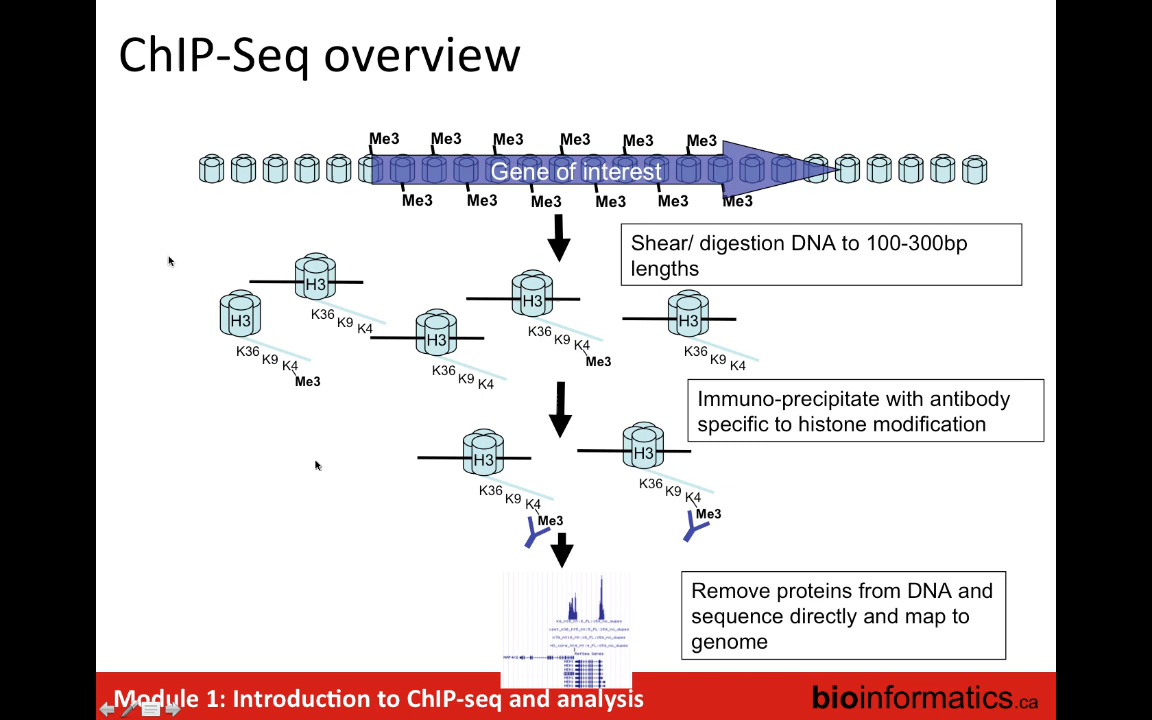 ChIP-Seq overview
Me3 Me3 Me3 Me3 Me3 Me3
Gene of interest
Me3 Me3 Me3 Me3 Me3 Me3
Shear/ digestion DNA to 100-300bp
lengths
H3
K36 K9 K4
H3
K36 K9 K4
Me3
H3
K36 K9 K4
H3
K36 K9 K4
Me3
H3
K36 K9 K4
Immuno-precipitate with antibody
specific to histone modification
H3
K36 K9 K4
Me3
H3
K36 K9 K4
Me3
Remove proteins from DNA and
sequence directly and map to
genome
Module 1: Introduction to ChIP-seq and analysis
bioinformatics.ca